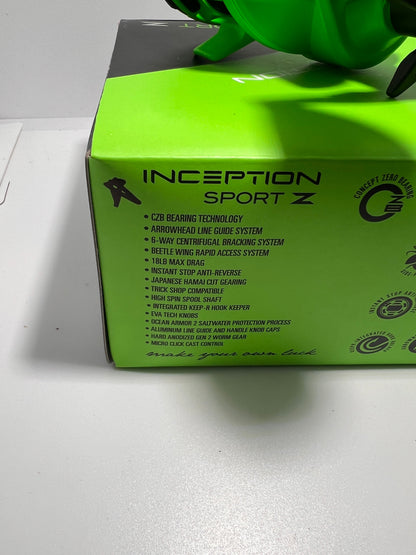 INCEPTION
SPORT Z
• CZB BEARING TECHNOLOGY
• ARROWHEAD LINE GUIDE SYSTEM
• 6-WAY CENTRIFUGAL BRACKING SYSTEM
• BEETLE WING RAPID ACCESS SYSTEM
• 18LB MAX DRAG
• INSTANT STOP ANTI-REVERSE
• JAPANESE HAMAI CUT GEARING
• TRICK SHOP COMPATIBLE
• HIGH SPIN SPOOL SHAFT
• INTEGRATED KEEP-R HOOK KEEPER
• EVA TECH KNOBS
• OCEAN ARMOR 2 SALTWATER PROTECTION PROCESS
• ALUMINUM LINE GUIDE AND HANDLE KNOB CAPS
• HARD ANODIZED GEN 2 WORM GEAR
• MICRO CLICK CAST CONTROL
make your own luck
CONCEPT ZERO BEARING
CZB
INSTANT STOP